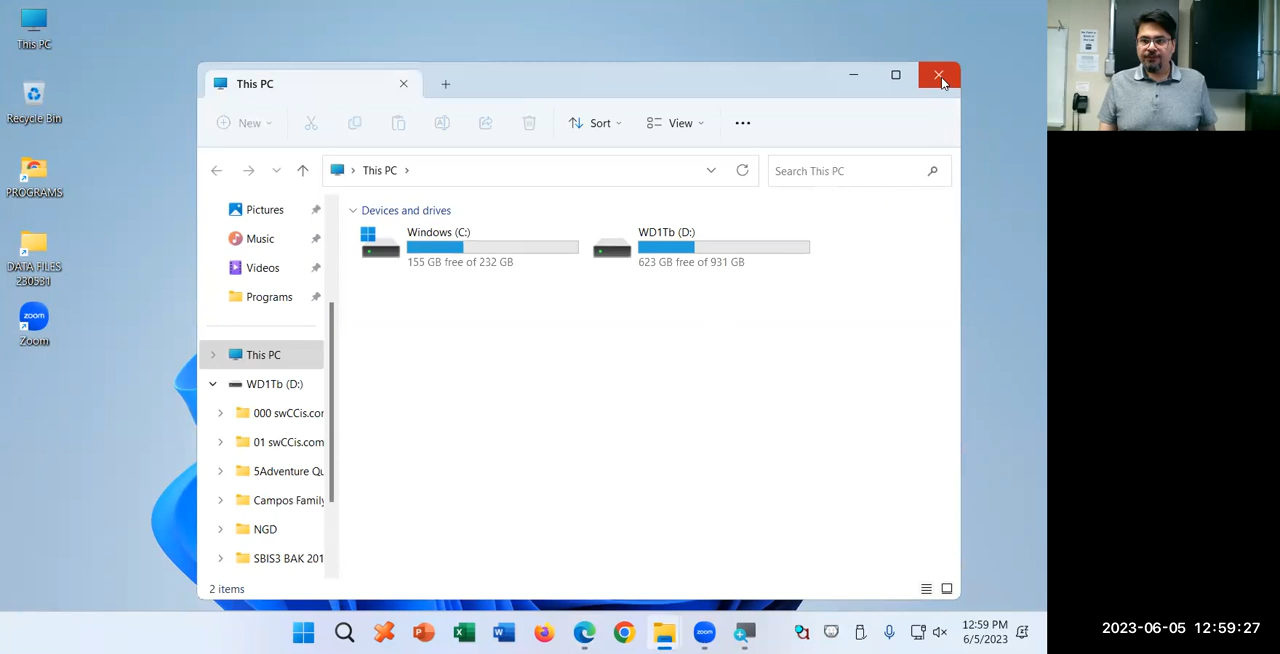 This PC
Recycle Bin
PROGRAMS
DATA FILES
230531
zoom
Zoom
This PC
New
Sort
View
This PC
Search This PC
Pictures
Music
Videos
Programs
This PC
WD1Tb (D:)
000 swCCis.cor
01 swCCis.com
5Adventure Qu
Campos Family
NGD
SBIS3 BAK 201
Devices and drives
Windows (C:)
155 GB free of 232 GB
WD1Tb (D:)
623 GB free of 931 GB
2 items
zoom
12:59 PM
6/5/2023
2023-06-05 12:59:27